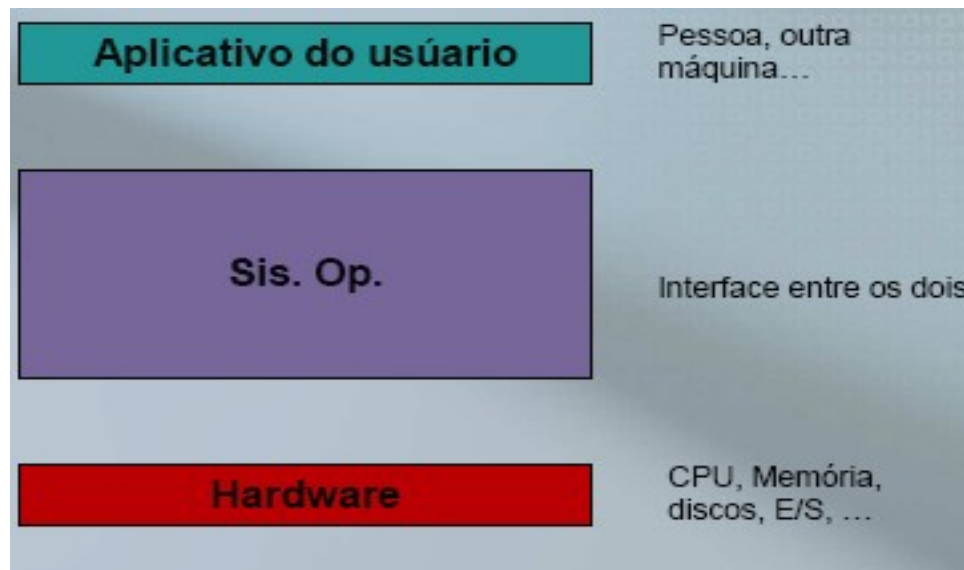 Aplicativo do usúario
Pessoa, outra
máquina…
Sis. Op.
Interface entre os dois
Hardware
CPU, Memória,
discos, E/S, …